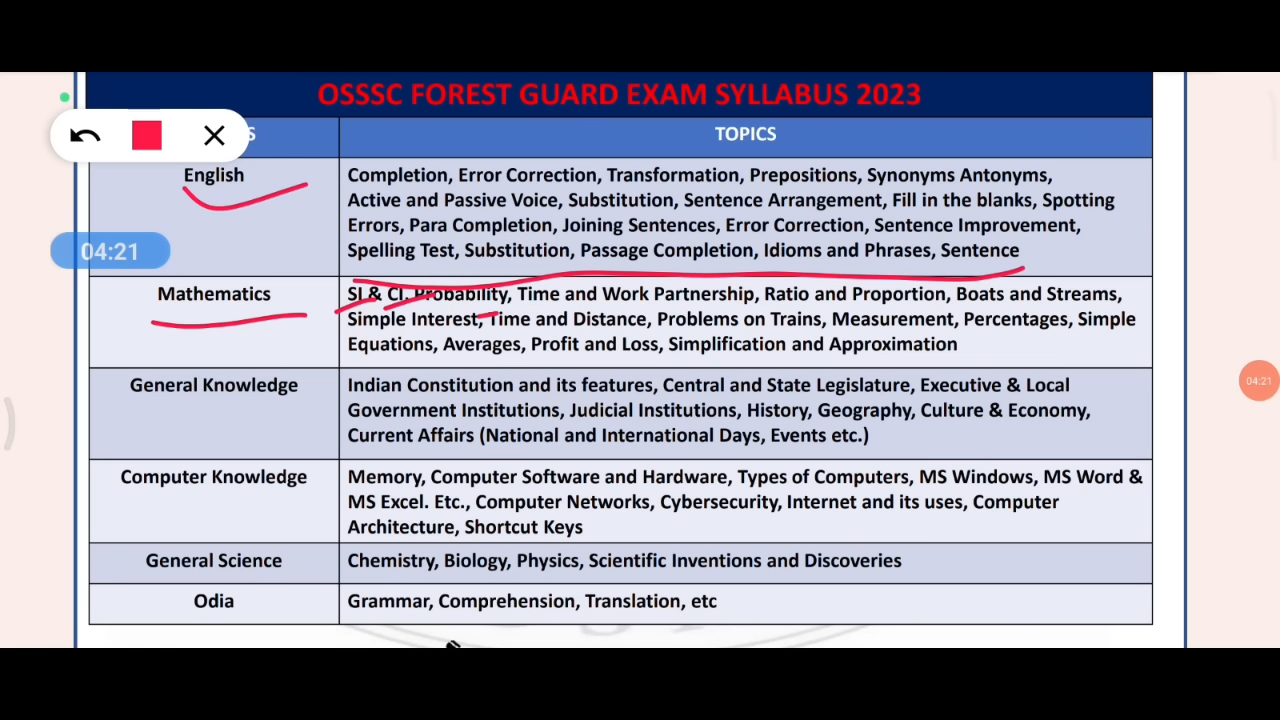 OSSSC FOREST GUARD EXAM SYLLABUS 2023
S
TOPICS
English
Completion, Error Correction, Transformation, Prepositions, Synonyms Antonyms,
Active and Passive Voice, Substitution, Sentence Arrangement, Fill in the blanks, Spotting
Errors, Para Completion, Joining Sentences, Error Correction, Sentence Improvement,
Spelling Test, Substitution, Passage Completion, Idioms and Phrases, Sentence
04:21
Mathematics
SI & CI, Probability, Time and Work Partnership, Ratio and Proportion, Boats and Streams,
Simple Interest, Time and Distance, Problems on Trains, Measurement, Percentages, Simple
Equations, Averages, Profit and Loss, Simplification and Approximation
General Knowledge
Indian Constitution and its features, Central and State Legislature, Executive & Local
Government Institutions, Judicial Institutions, History, Geography, Culture & Economy,
Current Affairs (National and International Days, Events etc.)
04:21
Computer Knowledge
Memory, Computer Software and Hardware, Types of Computers, MS Windows, MS Word &
MS Excel. Etc., Computer Networks, Cybersecurity, Internet and its uses, Computer
Architecture, Shortcut Keys
General Science
Chemistry, Biology, Physics, Scientific Inventions and Discoveries
Odia
Grammar, Comprehension, Translation, etc